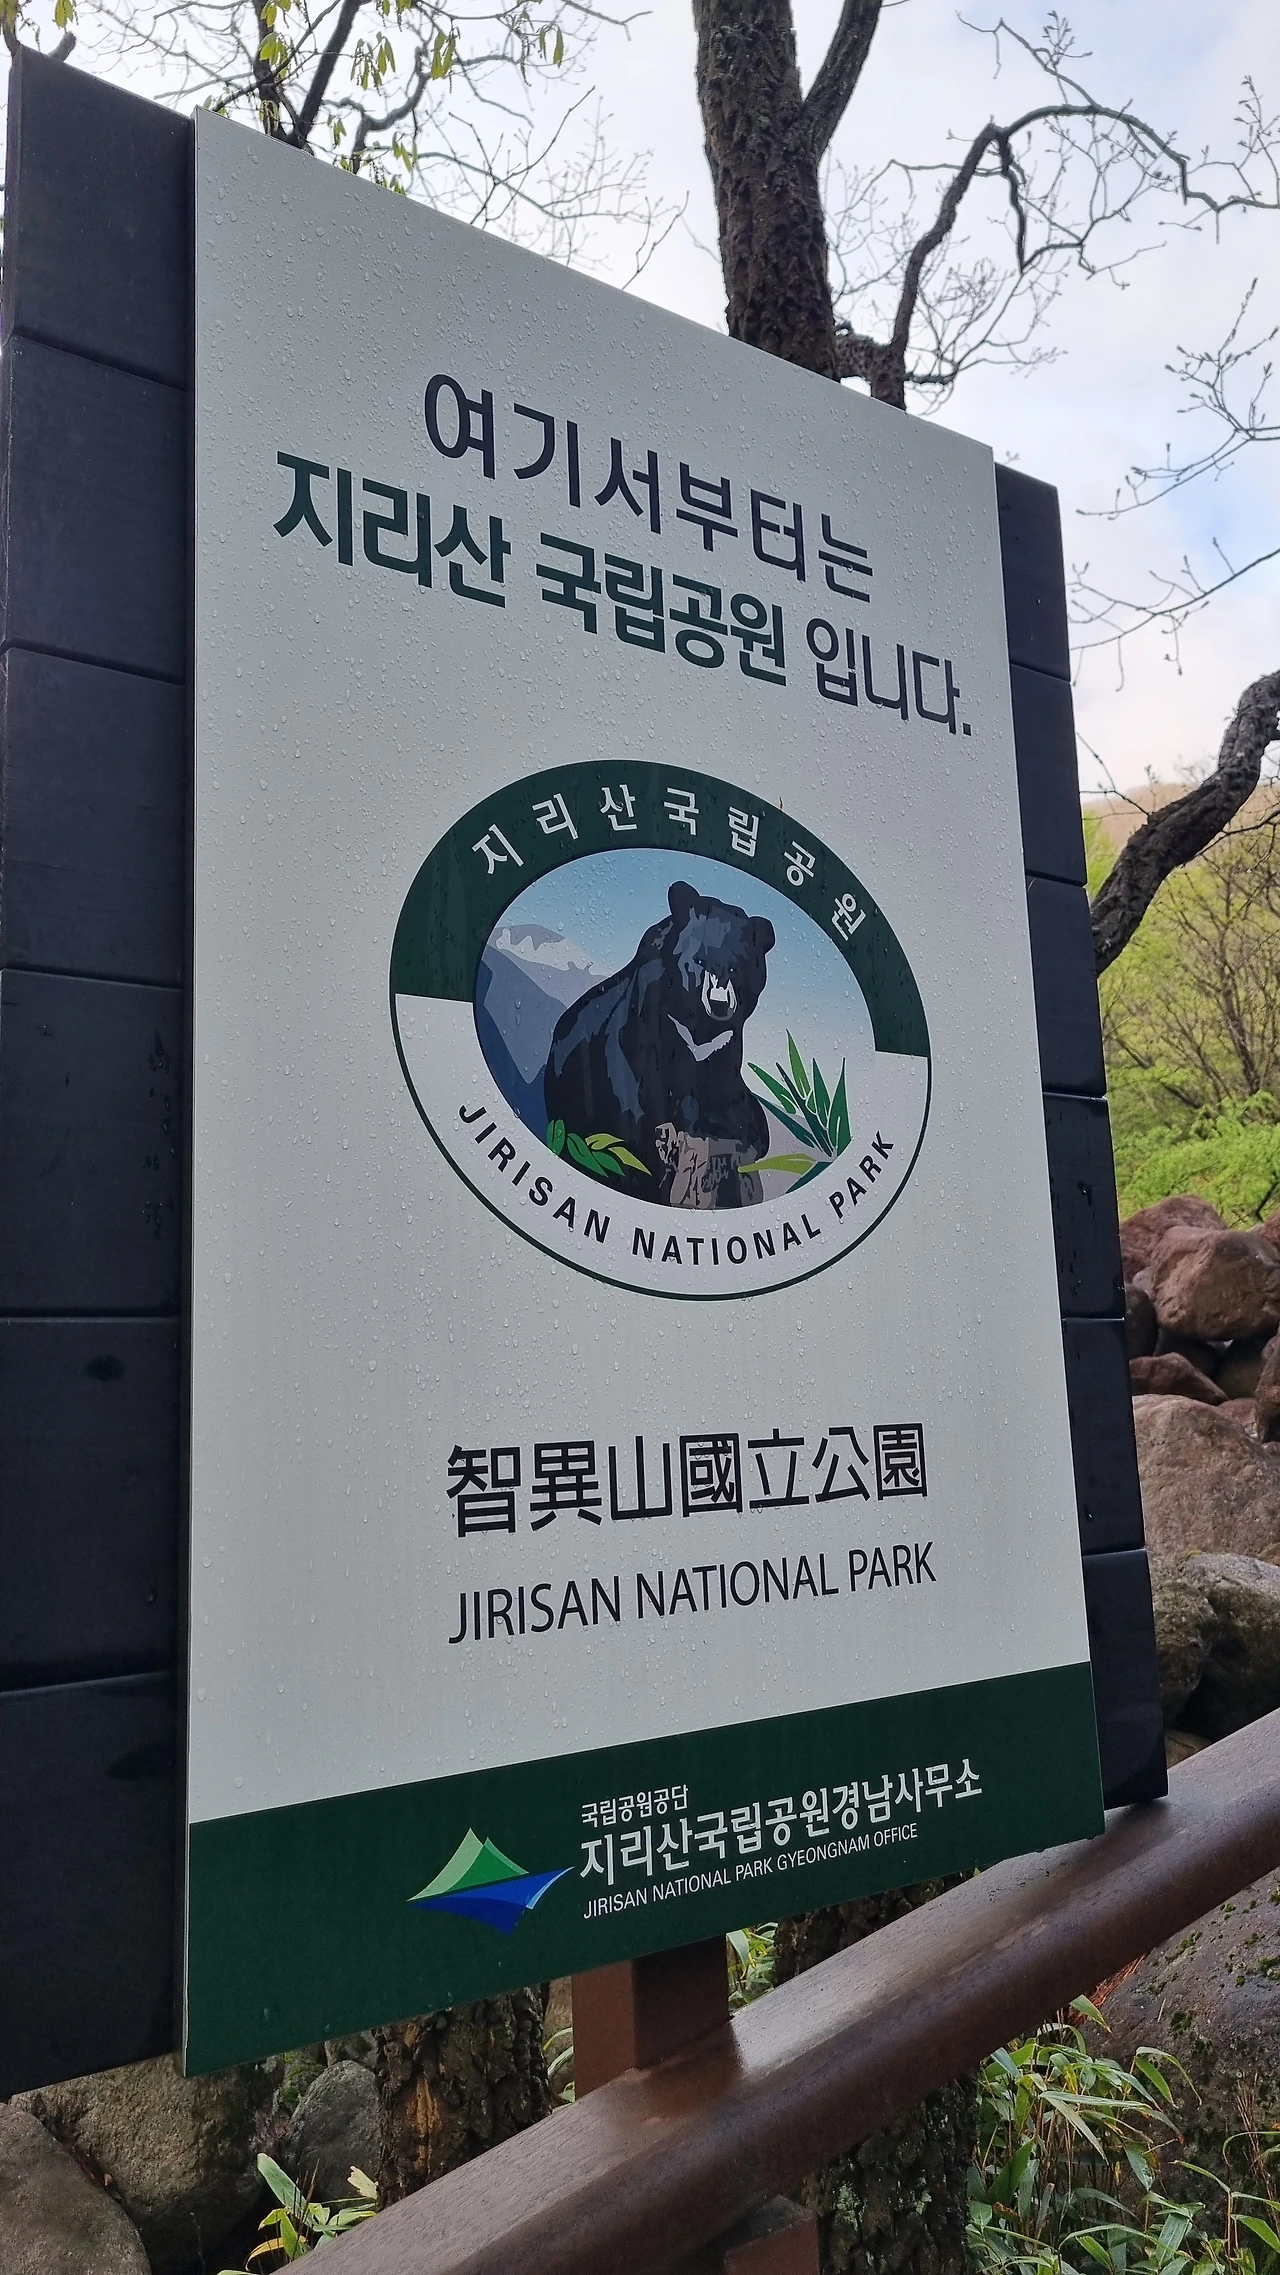 여기서부터는
지리산 국립공원 입니다.
지리산국립공원
JIRISAN NATIONAL PARK
智異山國立公園
JIRISAN NATIONAL PARK
국립공원공단
지리산국립공원경남사무소
JIRISAN NATIONAL PARK GYEONGNAM OFFICE